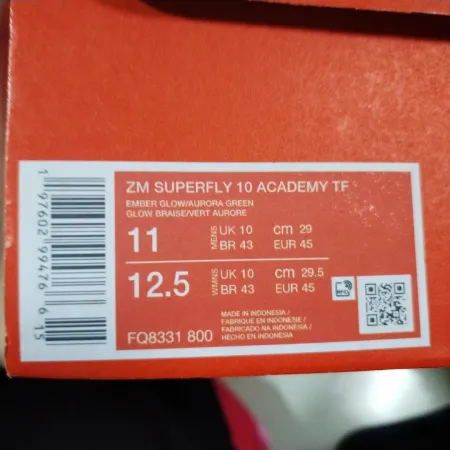 ZM SUPERFLY 10 ACADEMY TF
EMBER GLOW/AURORA GREEN
GLOW BRAISE/VERT AURORE
11 MENS UK 10 cm 29
BR 43 EUR 45
12.5 WMNS UK 10 cm 29.5
BR 43 EUR 45
MADE IN INDONESIA /
FABRIQUE EN INDONESIE /
FABRICADO NA INDONESIA /
HECHO EN INDONESIA
FQ8331 800
1 97602 99476 6 15